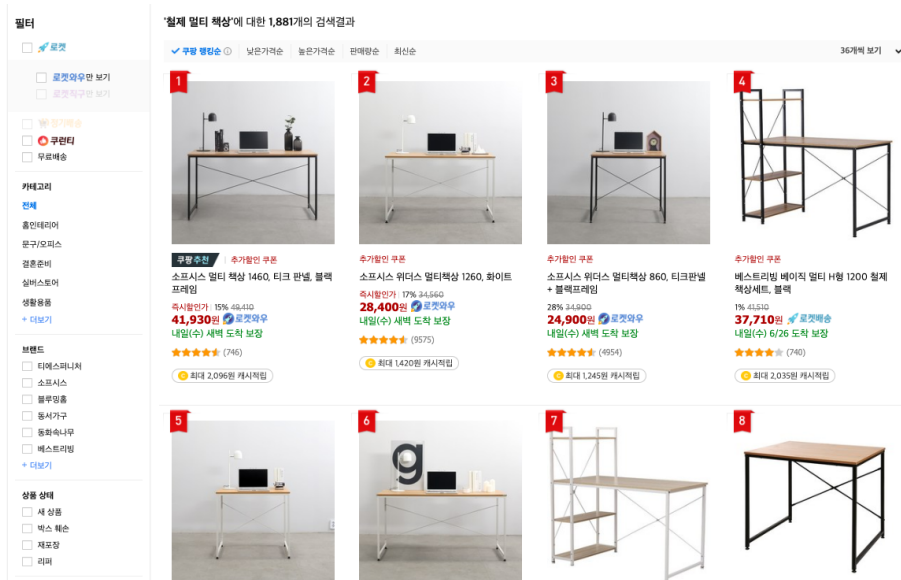 필터
로켓
로켓와우만 보기
로켓직구만 보기
쿠런티
무료배송
카테고리
전체
홈인테리어
문구/오피스
결혼준비
실버스토어
생활용품
+ 더보기
브랜드
티에스퍼니처
소프시스
블루밍홈
동서가구
동화속나무
베스트리빙
+ 더보기
상품 상태
새 상품
박스 훼손
재포장
리퍼
'철제 멀티 책상'에 대한 1,881개의 검색결과
쿠팡 랭킹순 낮은가격순 높은가격순 판매량순 최신순 36개씩 보기
1
쿠팡추천 추가할인 쿠폰
소프시스 멀티 책상 1460, 티크 판넬, 블랙
프레임
즉시할인가 15% 49,410
41,930원 로켓와우
내일(수) 새벽 도착 보장
(746)
최대 2,096원 캐시적립
2
추가할인 쿠폰
소프시스 위더스 멀티책상 1260, 화이트
즉시할인가 17% 34,560
28,400원 로켓와우
내일(수) 새벽 도착 보장
(9575)
최대 1,420원 캐시적립
3
추가할인 쿠폰
소프시스 위더스 멀티책상 860, 티크판넬
+ 블랙프레임
28% 34,900
24,900원 로켓와우
내일(수) 새벽 도착 보장
(4954)
최대 1,245원 캐시적립
4
추가할인 쿠폰
베스트리빙 베이직 멀티 H형 1200 철제
책상세트, 블랙
1% 41,510
37,710원 로켓배송
내일(수) 6/26 도착 보장
(740)
최대 2,035원 캐시적립
5
6
g
7
8